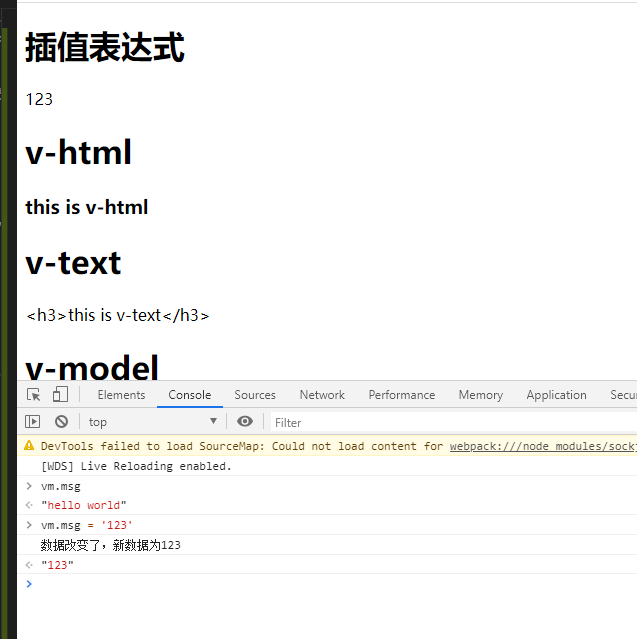 插值表达式
123
v-html
this is v-html
v-text
<h3>this is v-text</h3>
v-model
Elements Console Sources Network Performance Memory Application Secu
top Filter
DevTools failed to load SourceMap: Could not load content for webpack:///node_modules/sockj
[WDS] Live Reloading enabled.
> vm.msg
"hello world"
> vm.msg = '123'
数据改变了，新数据为123
"123"
>